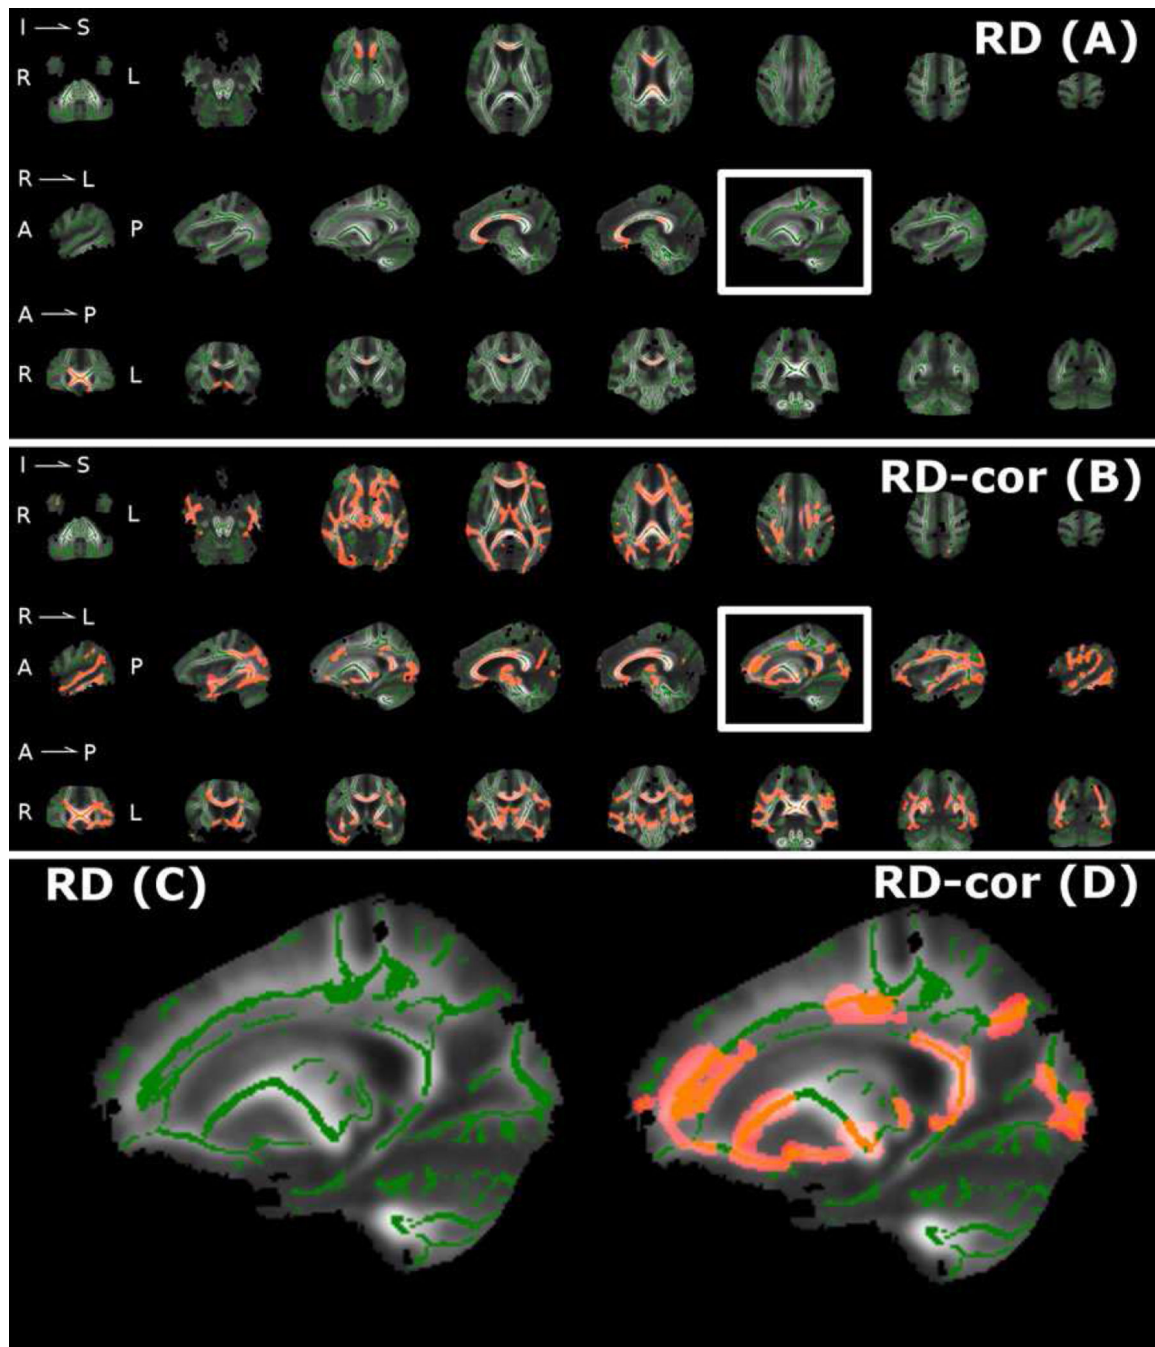 I → S
RD (A)
R L
R → L
A P
A → P
R L
I → S
RD-cor (B)
R L
R → L
A P
A → P
R L
RD (C)
RD-cor (D)